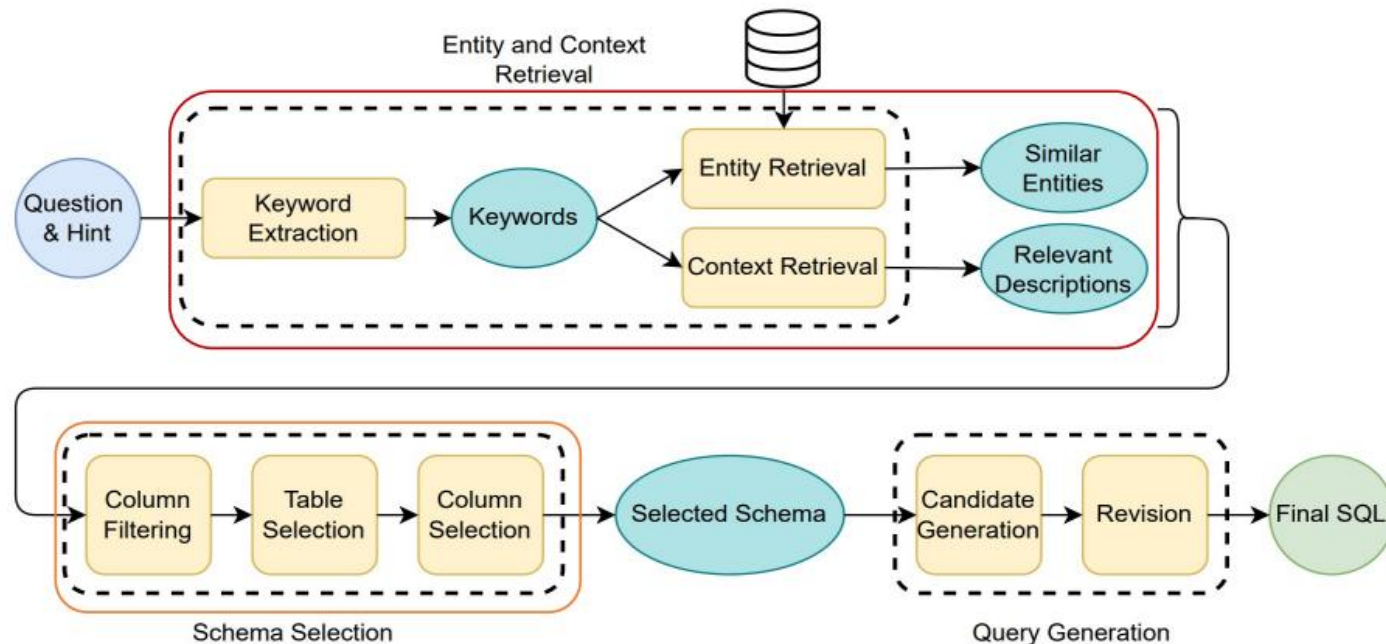 Entity and Context
Retrieval
Question
& Hint
Keyword
Extraction
Keywords
Entity Retrieval
Context Retrieval
Similar
Entities
Relevant
Descriptions
Column
Filtering
Table
Selection
Column
Selection
Selected Schema
Candidate
Generation
Revision
Final SQL
Schema Selection
Query Generation